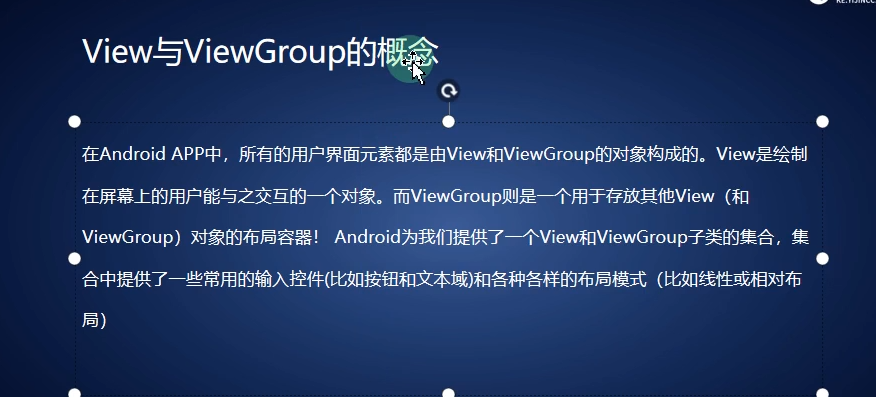 View与ViewGroup的概念
在Android APP中，所有的用户界面元素都是由View和ViewGroup的对象构成的。View是绘制
在屏幕上的用户能与之交互的一个对象。而ViewGroup则是一个用于存放其他View（和
ViewGroup）对象的布局容器！ Android为我们提供了一个View和ViewGroup子类的集合，集
合中提供了一些常用的输入控件(比如按钮和文本域)和各种各样的布局模式（比如线性或相对布
局）